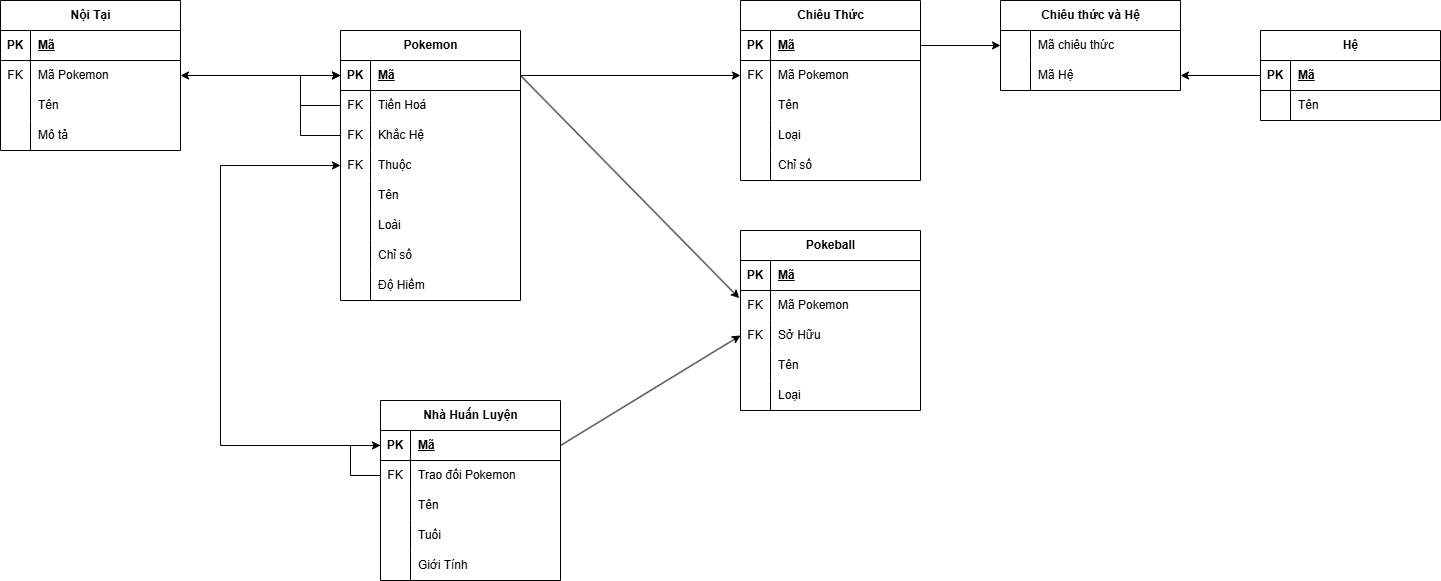 Nội Tại
PK Mã
FK Mã Pokemon
Tên
Mô tả
Pokemon
PK Mã
FK Tiến Hoá
FK Khắc Hệ
FK Thuộc
Tên
Loài
Chỉ số
Độ Hiếm
Chiêu Thức
PK Mã
FK Mã Pokemon
Tên
Loại
Chỉ số
Chiêu thức và Hệ
Mã chiêu thức
Mã Hệ
Hệ
PK Mã
Tên
Pokeball
PK Mã
FK Mã Pokemon
FK Sở Hữu
Tên
Loại
Nhà Huấn Luyện
PK Mã
FK Trao đổi Pokemon
Tên
Tuổi
Giới Tính